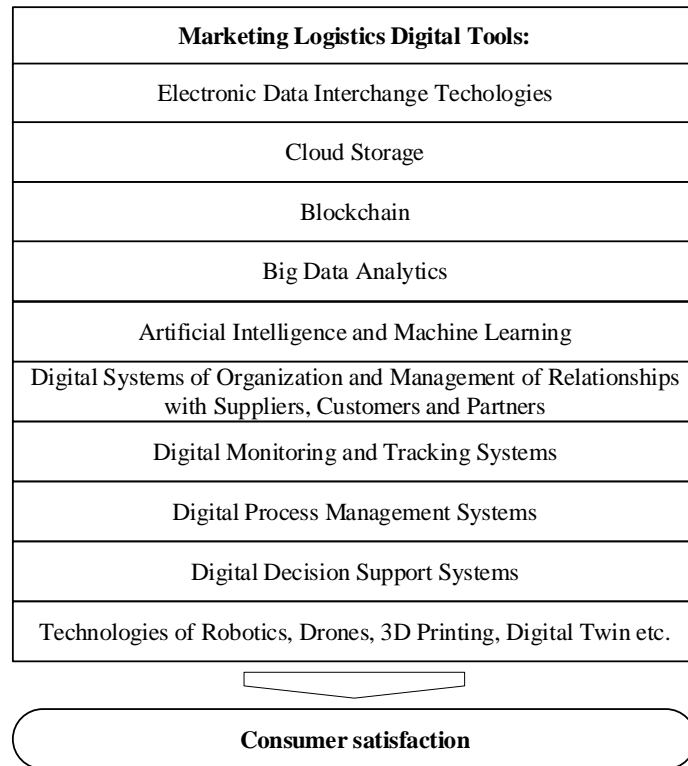 Marketing Logistics Digital Tools:
Electronic Data Interchange Techologies
Cloud Storage
Blockchain
Big Data Analytics
Artificial Intelligence and Machine Learning
Digital Systems of Organization and Management of Relationships
with Suppliers, Customers and Partners
Digital Monitoring and Tracking Systems
Digital Process Management Systems
Digital Decision Support Systems
Technologies of Robotics, Drones, 3D Printing, Digital Twin etc.
Consumer satisfaction